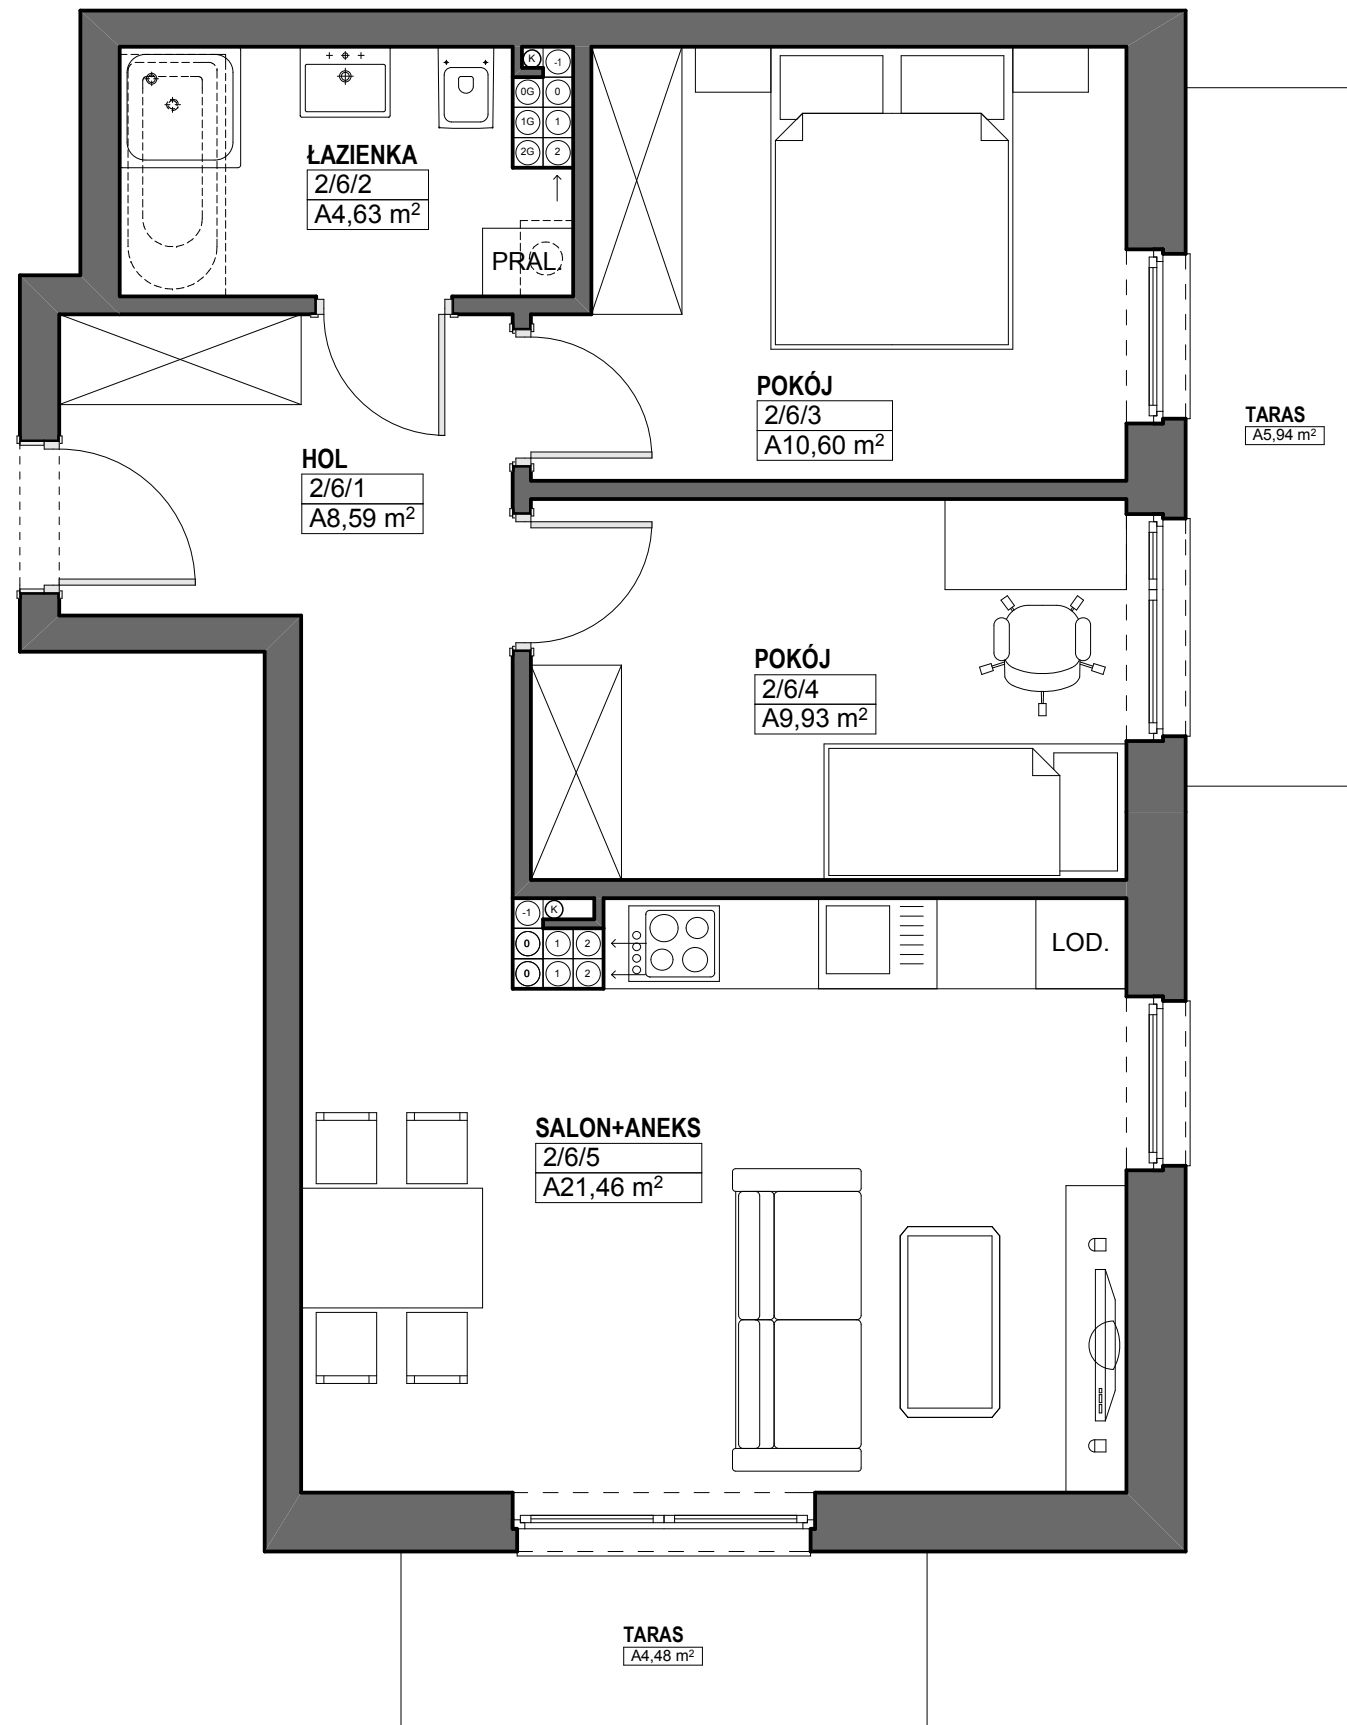 K
-1
0G
0
1G
1
2G
2
ŁAZIENKA
2/6/2
A4,63 m²
PRAL.
POKÓJ
2/6/3
A10,60 m²
TARAS
A5,94 m²
HOL
2/6/1
A8,59 m²
POKÓJ
2/6/4
A9,93 m²
-1
K
0
1
2
0
1
2
LOD.
SALON+ANEKS
2/6/5
A21,46 m²
TARAS
A4,48 m²